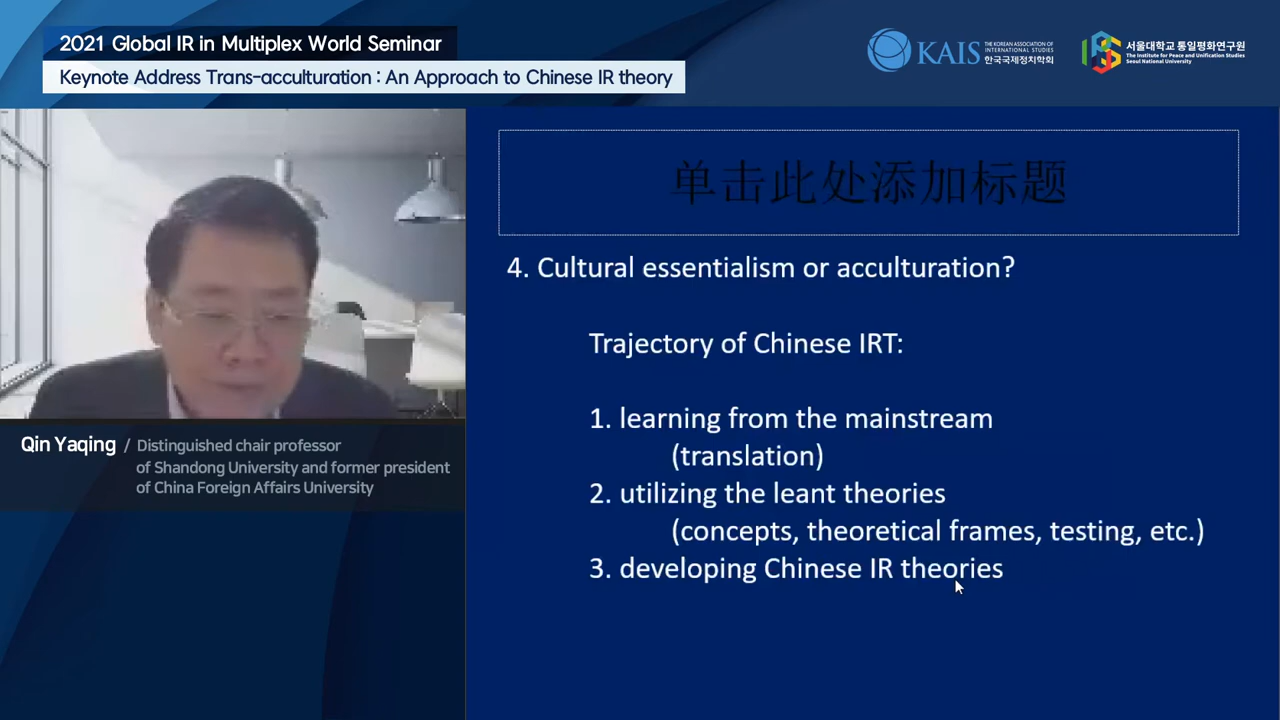 2021 Global IR in Multiplex World Seminar
Keynote Address Trans-acculturation : An Approach to Chinese IR theory
KAIS
THE KOREAN ASSOCIATION OF
INTERNATIONAL STUDIES
한국국제정치학회
서울대학교 통일평화연구원
The Institute for Peace and Unification Studies
Seoul National University
单击此处添加标题
4. Cultural essentialism or acculturation?
Trajectory of Chinese IRT:
1. learning from the mainstream
(translation)
2. utilizing the leant theories
(concepts, theoretical frames, testing, etc.)
3. developing Chinese IR theories
Qin Yaqing / Distinguished chair professor
of Shandong University and former president
of China Foreign Affairs University